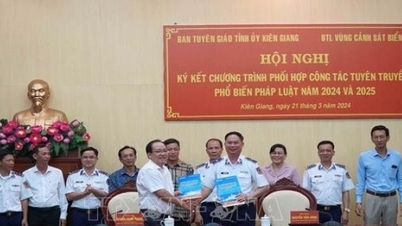 BAN TUYÊN GIÁO TỈNH ỦY KIÊN GIANG
BTL VÙNG CẢNH SÁT BIỂN
HỘI NGHỊ
KÝ KẾT CHƯƠNG TRÌNH PHỐI HỢP CÔNG TÁC TUYÊN TRUYỀ
PHỔ BIẾN PHÁP LUẬT NĂM 2024 VÀ 2025
Kiên Giang, ngày 21 tháng 3 năm 2024